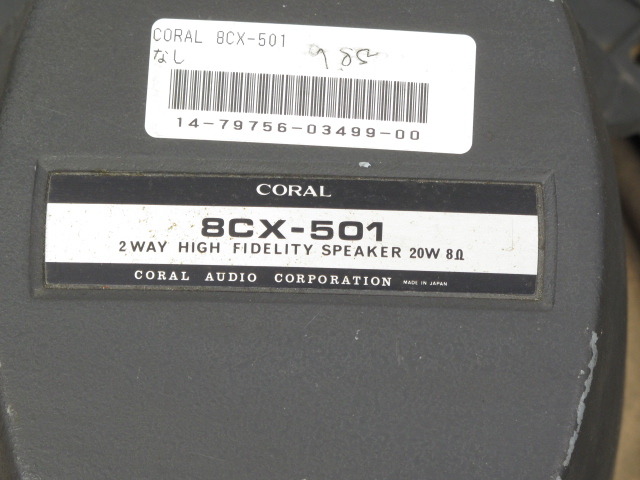 CORAL 8CX-501
なし
14-79756-03499-00
CORAL
8CX-501
2 WAY HIGH FIDELITY SPEAKER 20W 8Ω
CORAL AUDIO CORPORATION MADE IN JAPAN